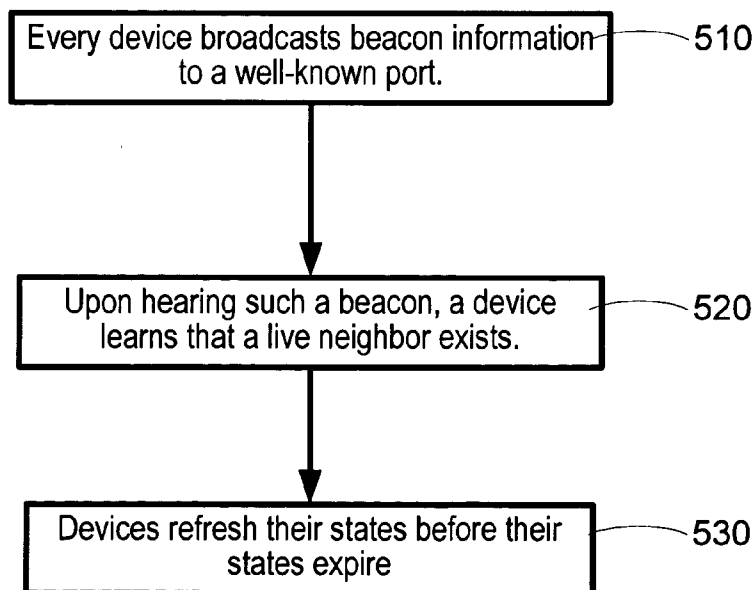 Every device broadcasts beacon information
to a well-known port.
510
Upon hearing such a beacon, a device
learns that a live neighbor exists.
520
Devices refresh their states before their
states expire
530